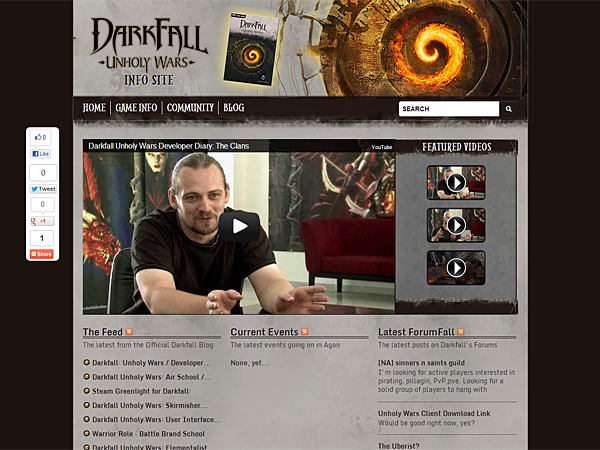 DARKFALL
UNHOLY WARS
INFO SITE
DARKFALL
HOME
GAME INFO
COMMUNITY
BLOG
SEARCH
0
Like
0
Tweet
0
+1
1
Share
Darkfall Unholy Wars Developer Diary: The Clans
YouTube
FEATURED VIDEOS
The Feed
The latest from the Official Darkfall Blog
Darkfall: Unholy Wars / Developer...
Darkfall Unholy Wars: Air School /...
Steam Greenlight for Darkfall:
Darkfall Unholy Wars: Skirmisher...
Darkfall Unholy Wars: User Interface...
Warrior Role - Battle Brand School
Darkfall Unholy Wars: Elementalist
Current Events
The latest events going on in Agon
None, yet...
Latest ForumFall
The latest posts on Darkfall's Forums
[NA] sinners n saints guild
I'm looking for active players interested in
pirating, pillagin, PvP,pve. Looking for a
solid group of players to hang with
Unholy Wars Client Download Link
Would be good right now, yes?
The Uberist?